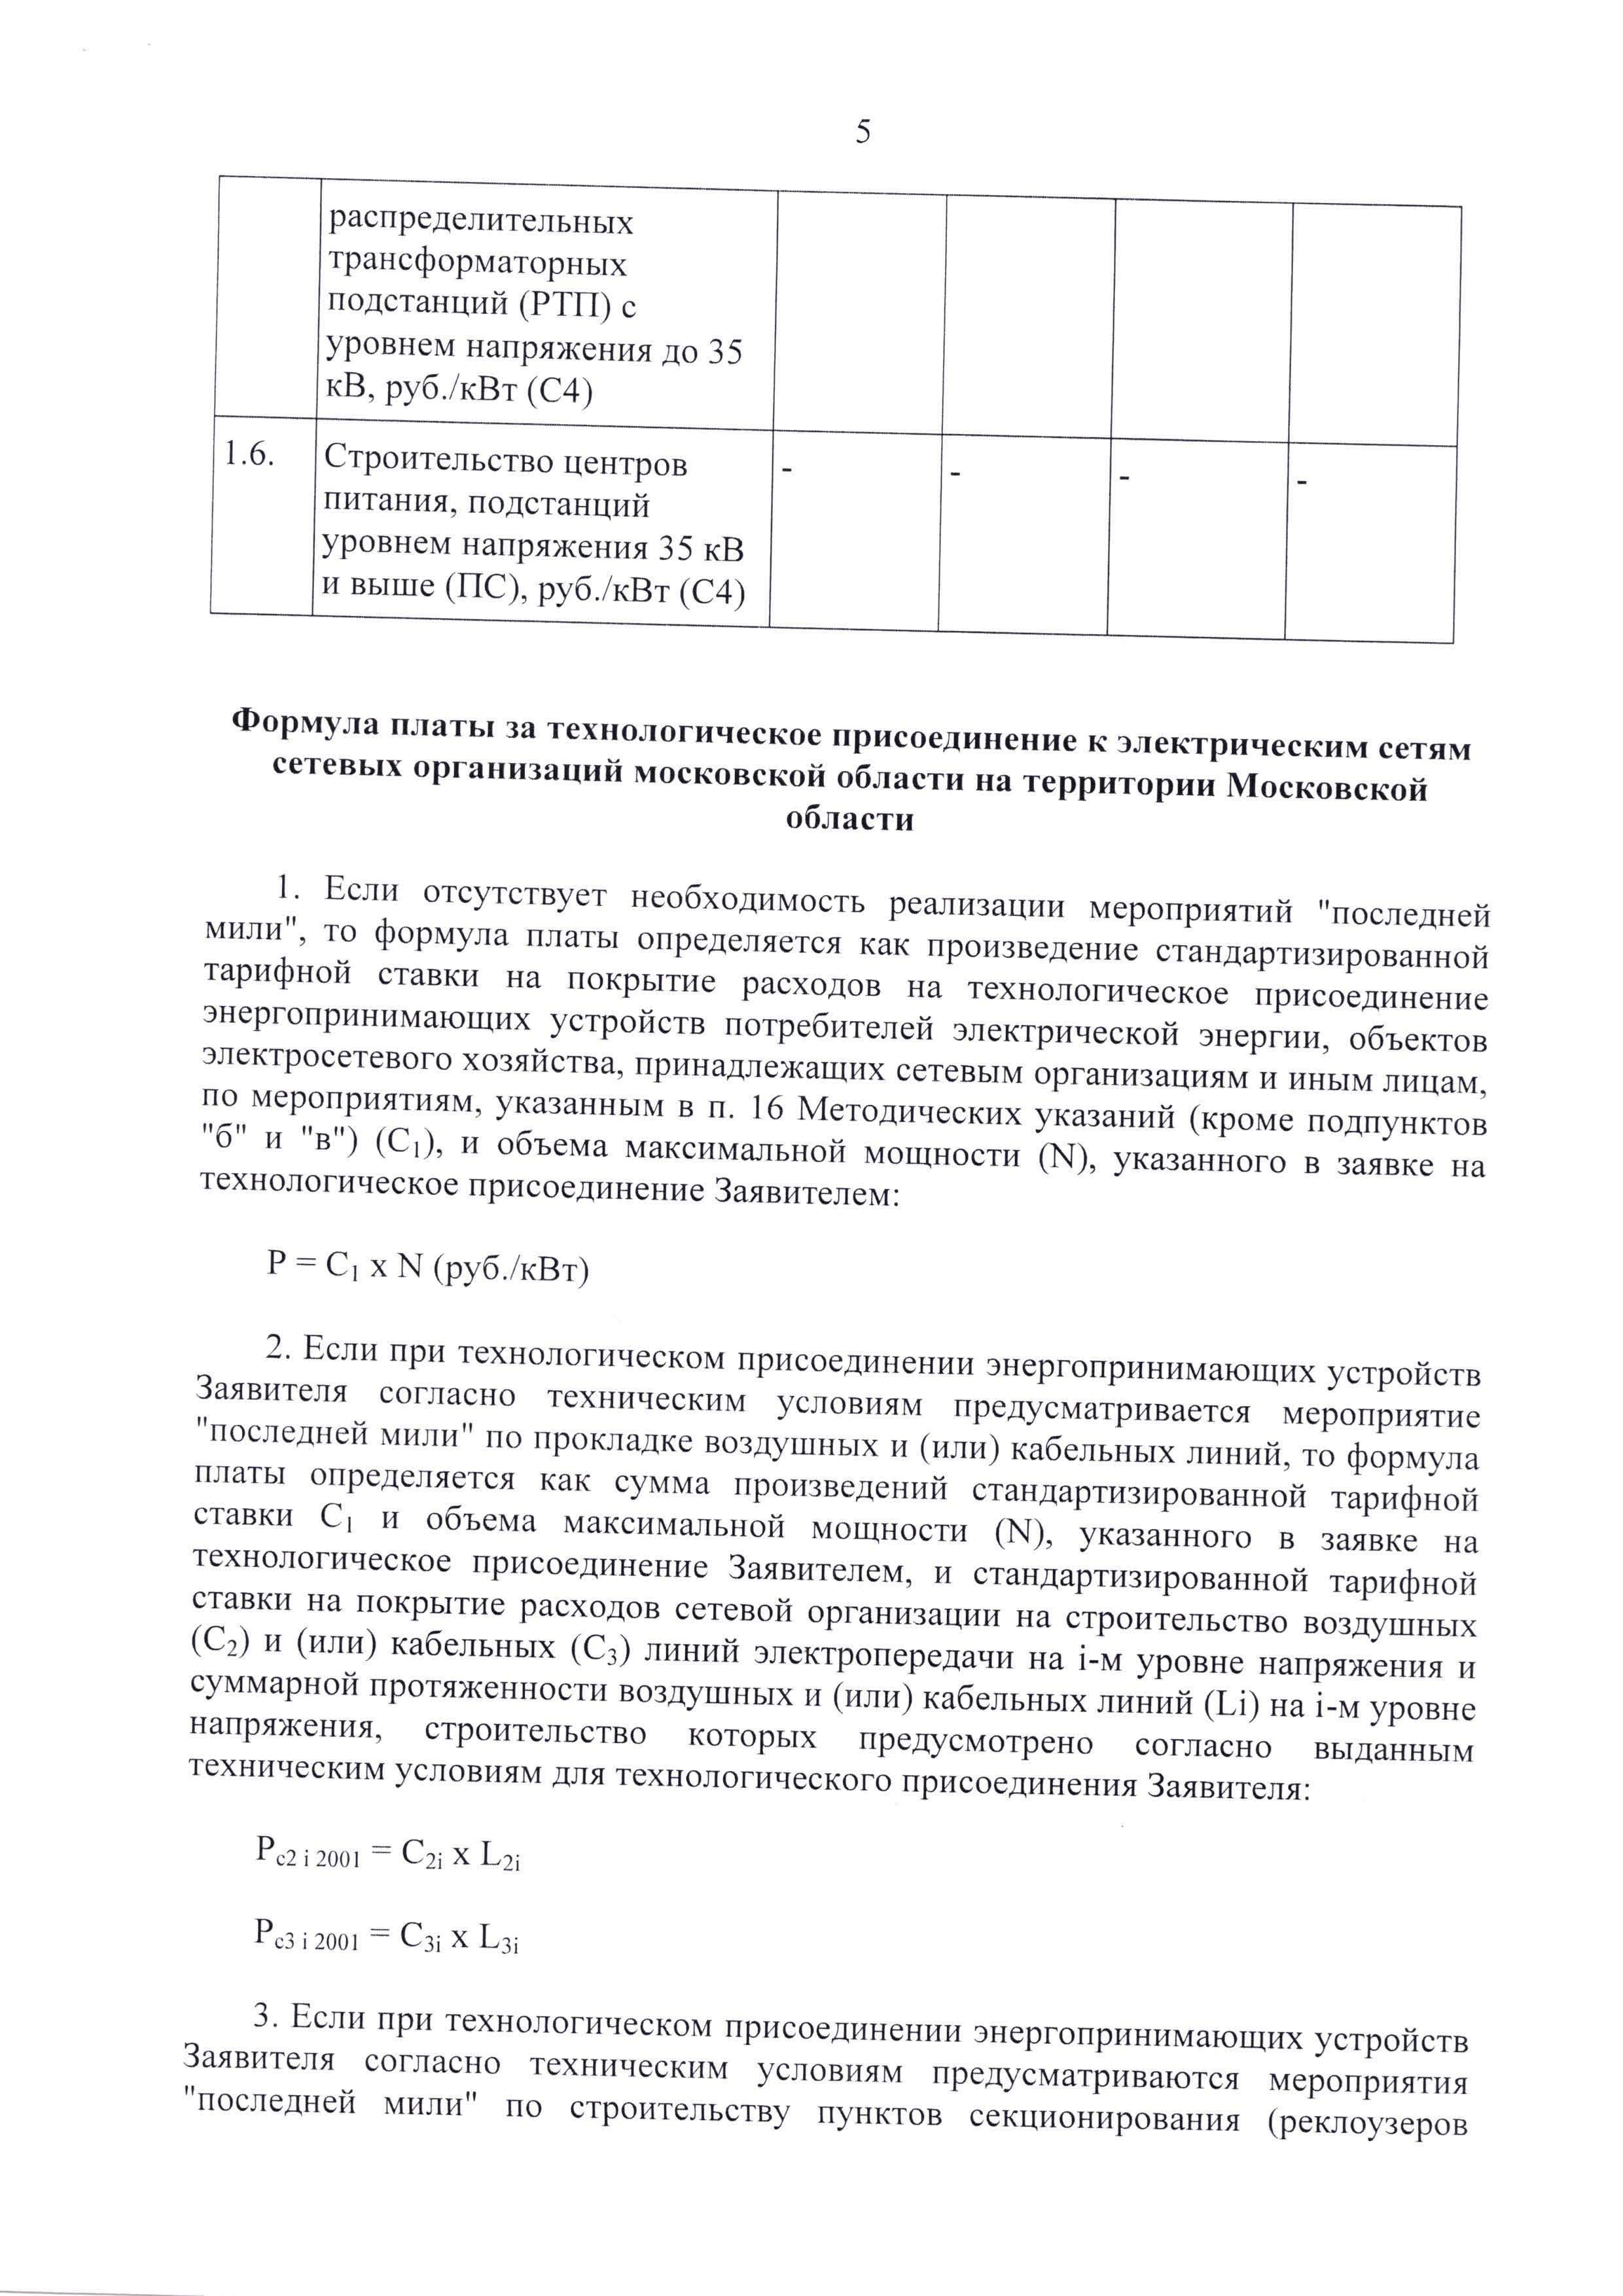 5
распределительных
трансформаторных
подстанций (РТП) с
уровнем напряжения до 35
кВ, руб./кВт (С4)
1.6.
Строительство центров
питания, подстанций
уровнем напряжения 35 кВ
и выше (ПС), руб./кВт (С4)
-
-
-
-
Формула платы за технологическое присоединение к электрическим сетям
сетевых организаций московской области на территории Московской
области
1. Если отсутствует необходимость реализации мероприятий "последней
мили", то формула платы определяется как произведение стандартизированной
тарифной ставки на покрытие расходов на технологическое присоединение
энергопринимающих устройств потребителей электрической энергии, объектов
электросетевого хозяйства, принадлежащих сетевым организациям и иным лицам,
по мероприятиям, указанным в п. 16 Методических указаний (кроме подпунктов
"б" и "в") (С₁), и объема максимальной мощности (N), указанного в заявке на
технологическое присоединение Заявителем:
Р = С₁ х N (руб./кВт)
2. Если при технологическом присоединении энергопринимающих устройств
Заявителя согласно техническим условиям предусматривается мероприятие
"последней мили" по прокладке воздушных и (или) кабельных линий, то формула
платы определяется как сумма произведений стандартизированной тарифной
ставки С₁ и объема максимальной мощности (N), указанного в заявке на
технологическое присоединение Заявителем, и стандартизированной тарифной
ставки на покрытие расходов сетевой организации на строительство воздушных
(С₂) и (или) кабельных (С₃) линий электропередачи на i-м уровне напряжения и
суммарной протяженности воздушных и (или) кабельных линий (Li) на i-м уровне
напряжения, строительство которых предусмотрено согласно выданным
техническим условиям для технологического присоединения Заявителя:
Рс2 i 2001 = С2i х L2i
Рс3 i 2001 = С3i х L3i
3. Если при технологическом присоединении энергопринимающих устройств
Заявителя согласно техническим условиям предусматриваются мероприятия
"последней мили" по строительству пунктов секционирования (реклоузеров